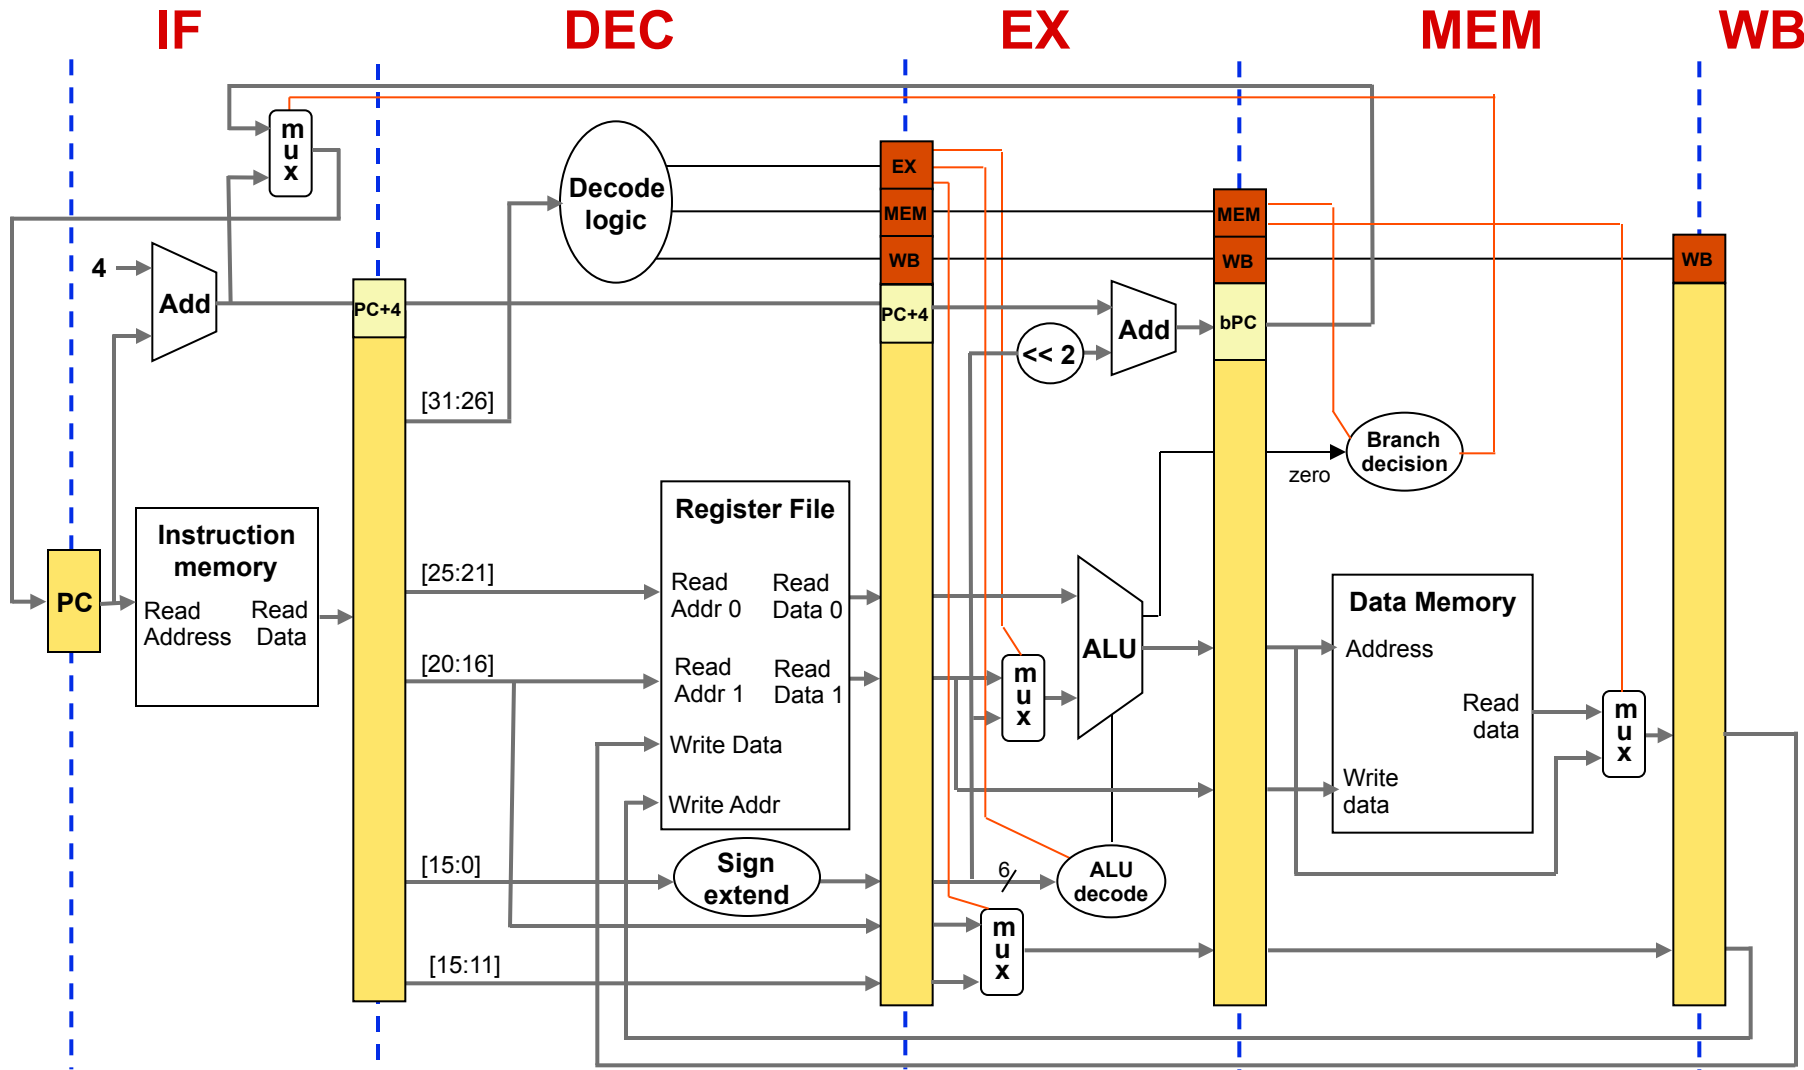 IF
DEC
EX
MEM
WB
m
u
x
4
Add
PC
Instruction
memory
Read
Address
Read
Data
PC+4
[31:26]
[25:21]
[20:16]
[15:0]
[15:11]
Decode
logic
Register File
Read
Addr 0
Read
Data 0
Read
Addr 1
Read
Data 1
Write Data
Write Addr
Sign
extend
EX
MEM
WB
PC+4
<< 2
Add
m
u
x
ALU
6
ALU
decode
m
u
x
MEM
WB
bPC
zero
Branch
decision
Data Memory
Address
Read
data
Write
data
m
u
x
WB